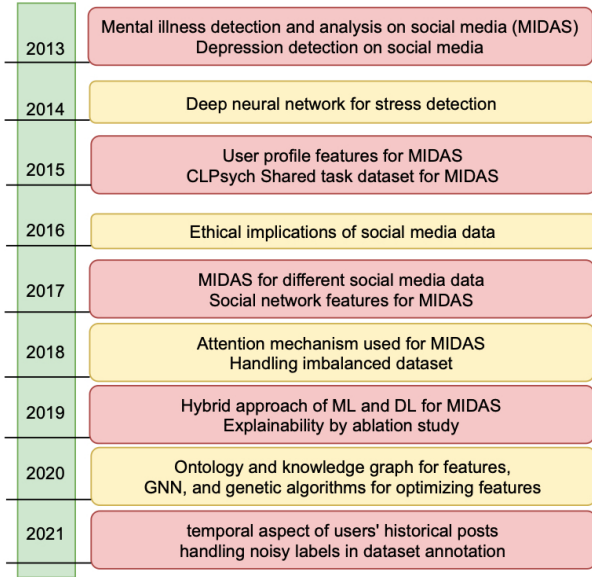 2013
Mental illness detection and analysis on social media (MIDAS)
Depression detection on social media
2014
Deep neural network for stress detection
2015
User profile features for MIDAS
CLPsych Shared task dataset for MIDAS
2016
Ethical implications of social media data
2017
MIDAS for different social media data
Social network features for MIDAS
2018
Attention mechanism used for MIDAS
Handling imbalanced dataset
2019
Hybrid approach of ML and DL for MIDAS
Explainability by ablation study
2020
Ontology and knowledge graph for features,
GNN, and genetic algorithms for optimizing features
2021
temporal aspect of users' historical posts
handling noisy labels in dataset annotation